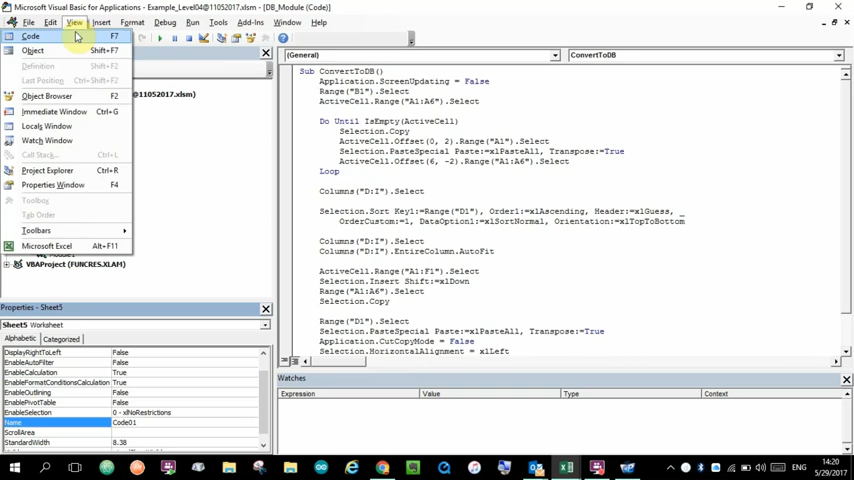 Microsoft Visual Basic for Applications - Example_Level04@11052017.xlsm - [DB_Module (Code)]
File Edit View Insert Format Debug Run Tools Add-Ins Window Help
Code F7
Object Shift+F7
Definition Shift+F2
Last Position Ctrl+Shift+F2
Object Browser F2
Immediate Window Ctrl+G
Locals Window
Watch Window
Call Stack... Ctrl+L
Project Explorer Ctrl+R
Properties Window F4
Toolbox
Tab Order
Toolbars
Microsoft Excel Alt+F11
@11052017.xlsm)
VBAProject (FUNCRES.XLAM)
Properties - Sheet5
Sheet5 Worksheet
Alphabetic Categorized
DisplayRightToLeft False
EnableAutoFilter False
EnableCalculation True
EnableFormatConditionsCalculation True
EnableOutlining False
EnablePivotTable False
EnableSelection 0 - xlNoRestrictions
Name Code01
ScrollArea
StandardWidth 8.38
(General) ConvertToDB
Sub ConvertToDB()
Application.ScreenUpdating = False
Range("B1").Select
ActiveCell.Range("A1:A6").Select
Do Until IsEmpty(ActiveCell)
Selection.Copy
ActiveCell.Offset(0, 2).Range("A1").Select
Selection.PasteSpecial Paste:=xlPasteAll, Transpose:=True
ActiveCell.Offset(6, -2).Range("A1:A6").Select
Loop
Columns("D:I").Select
Selection.Sort Key1:=Range("D1"), Order1:=xlAscending, Header:=xlGuess, _
OrderCustom:=1, DataOption1:=xlSortNormal, Orientation:=xlTopToBottom
Columns("D:I").Select
Columns("D:I").EntireColumn.AutoFit
ActiveCell.Range("A1:F1").Select
Selection.Insert Shift:=xlDown
Range("A1:A6").Select
Selection.Copy
Range("D1").Select
Selection.PasteSpecial Paste:=xlPasteAll, Transpose:=True
Application.CutCopyMode = False
Selection.HorizontalAlignment = xlLeft
Watches
Expression Value Type Context
ENG
14:20
5/29/2017